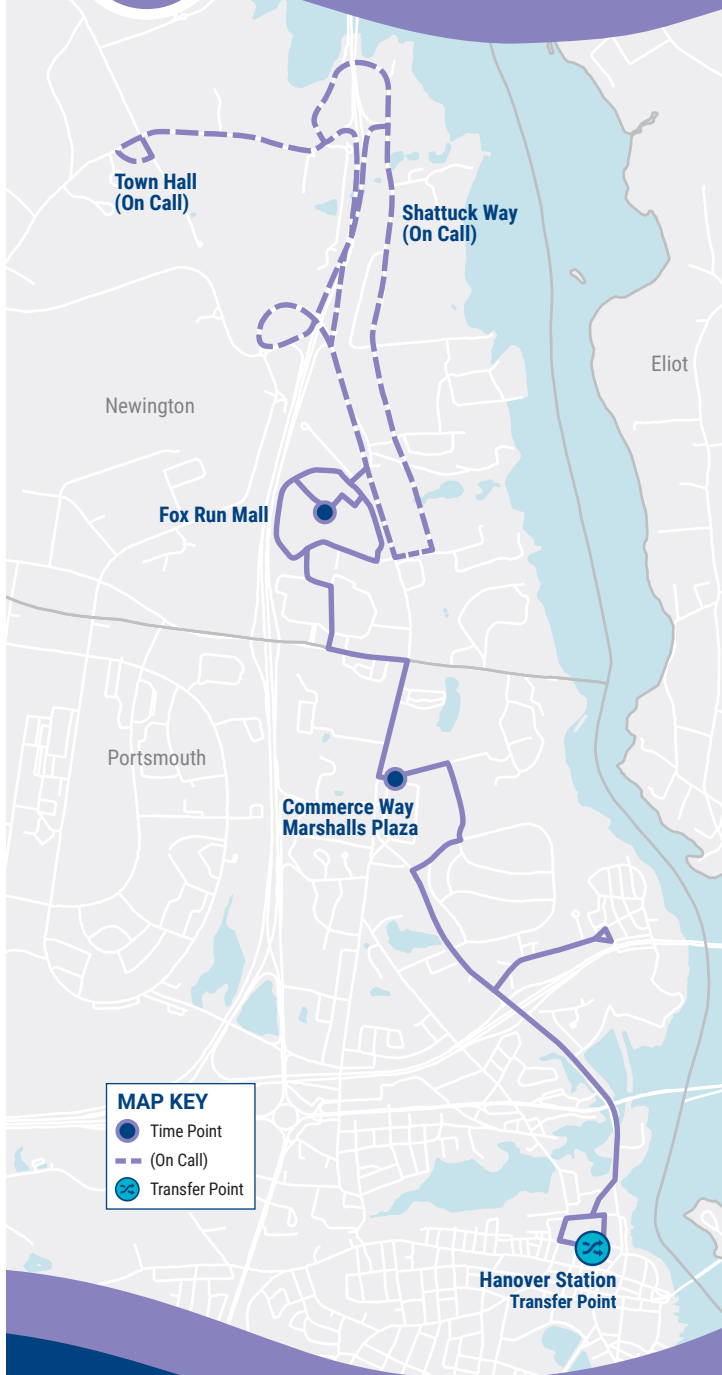 Town Hall
(On Call)
Shattuck Way
(On Call)
Eliot
Newington
Fox Run Mall
Portsmouth
Commerce Way
Marshalls Plaza
MAP KEY
Time Point
(On Call)
Transfer Point
Hanover Station
Transfer Point